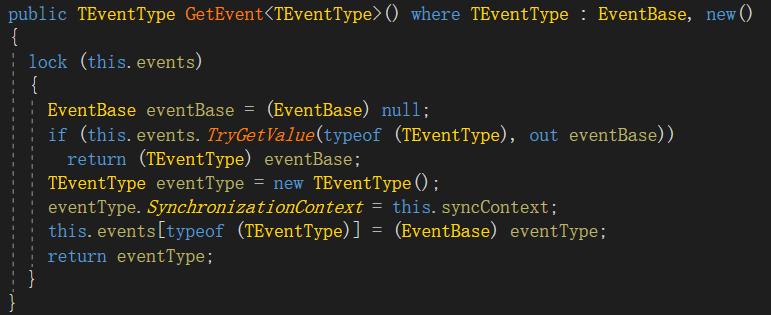 public TEventType GetEvent<TEventType>() where TEventType : EventBase, new()
{
  lock (this.events)
  {
    EventBase eventBase = (EventBase) null;
    if (this.events.TryGetValue(typeof (TEventType), out eventBase))
      return (TEventType) eventBase;
    TEventType eventType = new TEventType();
    eventType.SynchronizationContext = this.syncContext;
    this.events[typeof (TEventType)] = (EventBase) eventType;
    return eventType;
  }
}